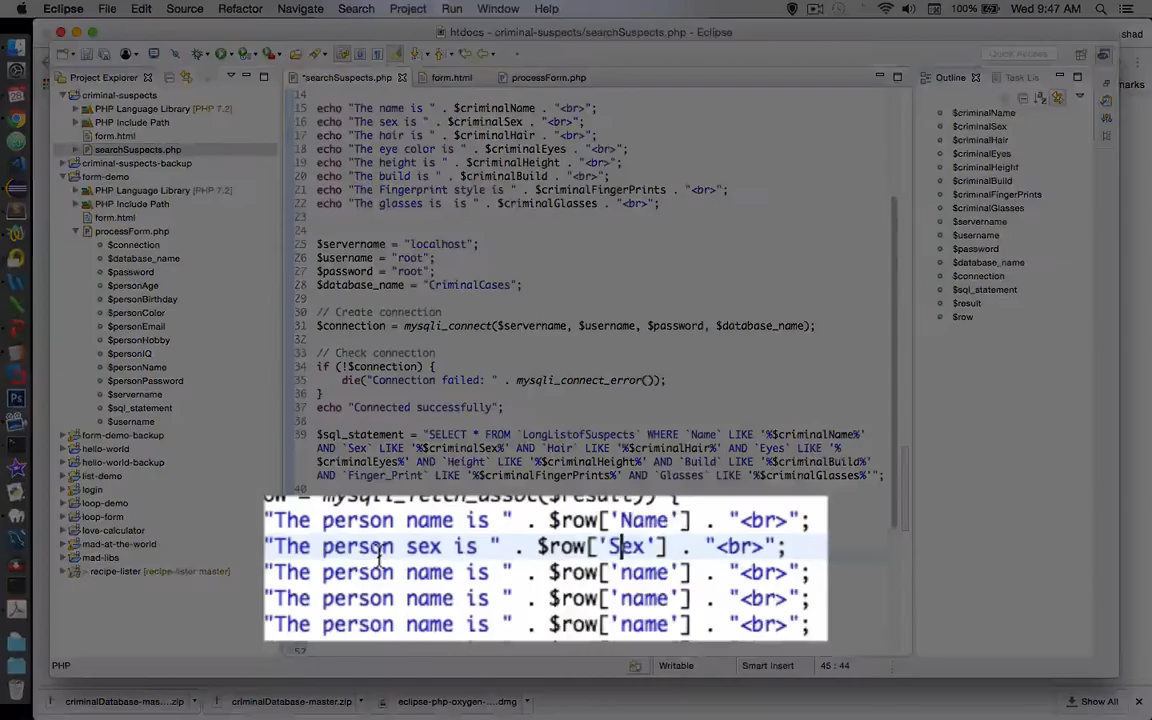 Eclipse File Edit Source Refactor Navigate Search Project Run Window Help 100% Wed 9:47 AM
htdocs - criminal-suspects/searchSuspects.php - Eclipse
shad
Quick Access
Project Explorer
*searchSuspects.php form.html processForm.php
Outline Task Lis
marks
criminal-suspects
PHP Language Library [PHP 7.2]
PHP Include Path
form.html
searchSuspects.php
criminal-suspects-backup
form-demo
PHP Language Library [PHP 7.2]
PHP Include Path
form.html
processForm.php
$connection
$database_name
$password
$personAge
$personBirthday
$personColor
$personEmail
$personHobby
$personIQ
$personName
$personPassword
$servername
$sql_statement
$username
form-demo-backup
hello-world
hello-world-backup
list-demo
login
loop-demo
loop-form
love-calculator
mad-at-the-world
mad-libs
> recipe-lister [recipe-lister master]
14
15 echo "The name is " . $criminalName . "<br>";
16 echo "The sex is " . $criminalSex . "<br>";
17 echo "The hair is " . $criminalHair . "<br>";
18 echo "The eye color is " . $criminalEyes . "<br>";
19 echo "The height is " . $criminalHeight . "<br>";
20 echo "The build is " . $criminalBuild . "<br>";
21 echo "The Fingerprint style is " . $criminalFingerPrints . "<br>";
22 echo "The glasses is is " . $criminalGlasses . "<br>";
24
25 $servername = "localhost";
26 $username = "root";
27 $password = "root";
28 $database_name = "CriminalCases";
29
30 // Create connection
31 $connection = mysqli_connect($servername, $username, $password, $database_name);
32
33 // Check connection
34 if (!$connection) {
35 die("Connection failed: " . mysqli_connect_error());
36 }
37 echo "Connected successfully";
38
39 $sql_statement = "SELECT * FROM `LongListofSuspects` WHERE `Name` LIKE '%$criminalName%'
AND `Sex` LIKE '%$criminalSex%' AND `Hair` LIKE '%$criminalHair%' AND `Eyes` LIKE '%
$criminalEyes%' AND `Height` LIKE '%$criminalHeight%' AND `Build` LIKE '%$criminalBuild%'
AND `Finger_Print` LIKE '%$criminalFingerPrints%' AND `Glasses` LIKE '%$criminalGlasses%'";
40
ow = mysqli_fetch_assoc($result)) {
"The person name is " . $row['Name'] . "<br>";
"The person sex is " . $row['Sex'] . "<br>";
"The person name is " . $row['name'] . "<br>";
"The person name is " . $row['name'] . "<br>";
"The person name is " . $row['name'] . "<br>";
52
$criminalName
$criminalSex
$criminalHair
$criminalEyes
$criminalHeight
$criminalBuild
$criminalFingerPrints
$criminalGlasses
$servername
$username
$password
$database_name
$connection
$sql_statement
$result
$row
PHP Writable Smart Insert 45 : 44
criminalDatabase-mas....zip criminalDatabase-master.zip eclipse-php-oxygen-....dmg Show All